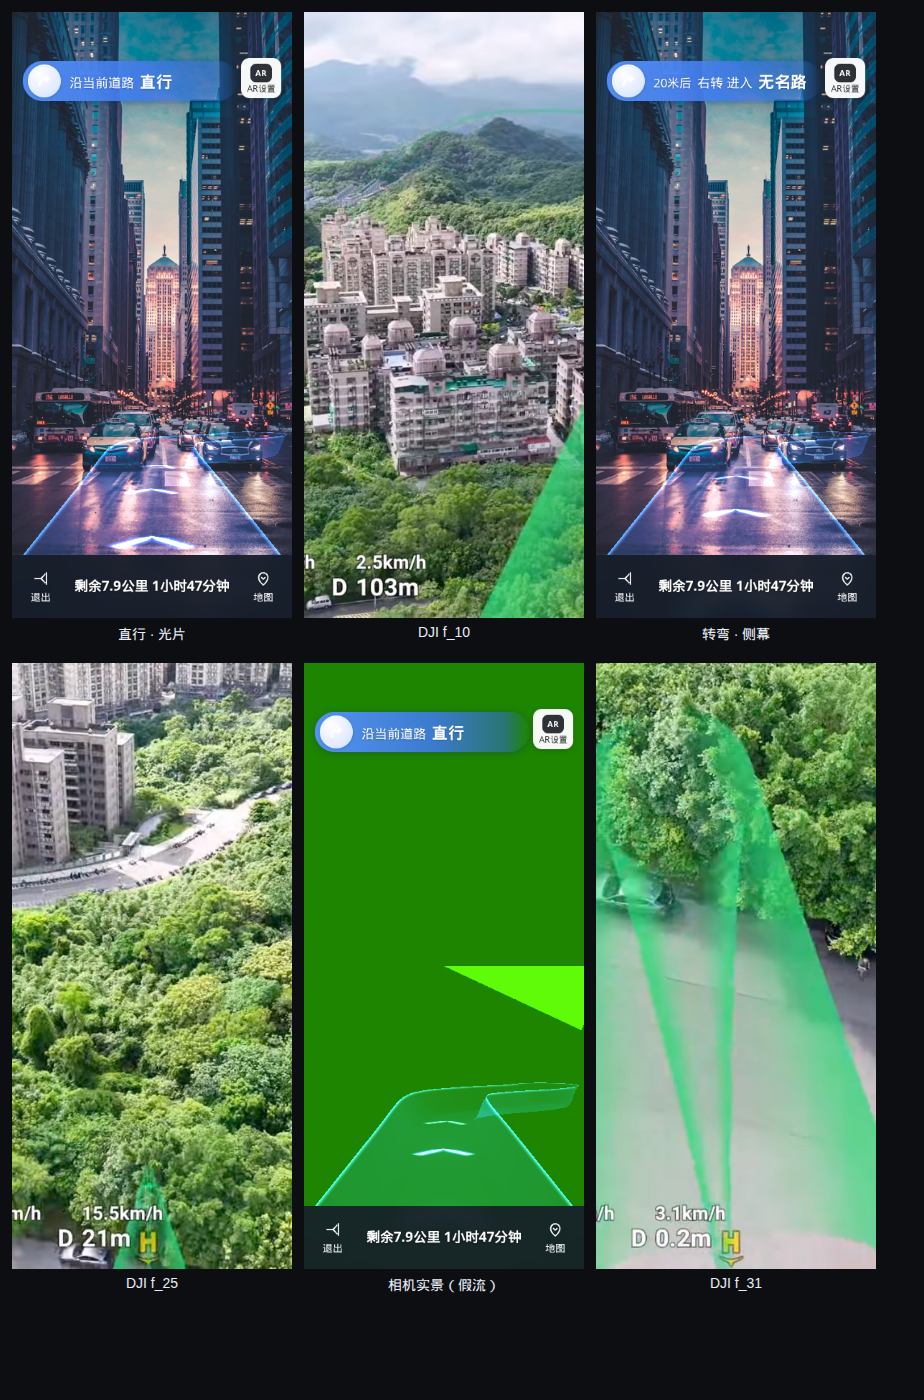 沿当前道路 直行
AR
AR设置
退出
剩余7.9公里 1小时47分钟
地图
直行 · 光片
h
2.5km/h
D 103m
DJI f_10
20米后 右转 进入 无名路
AR
AR设置
退出
剩余7.9公里 1小时47分钟
地图
转弯 · 侧幕
m/h
15.5km/h
D 21m H
DJI f_25
沿当前道路 直行
AR
AR设置
退出
剩余7.9公里 1小时47分钟
地图
相机实景（假流）
/h
3.1km/h
D 0.2m H
DJI f_31